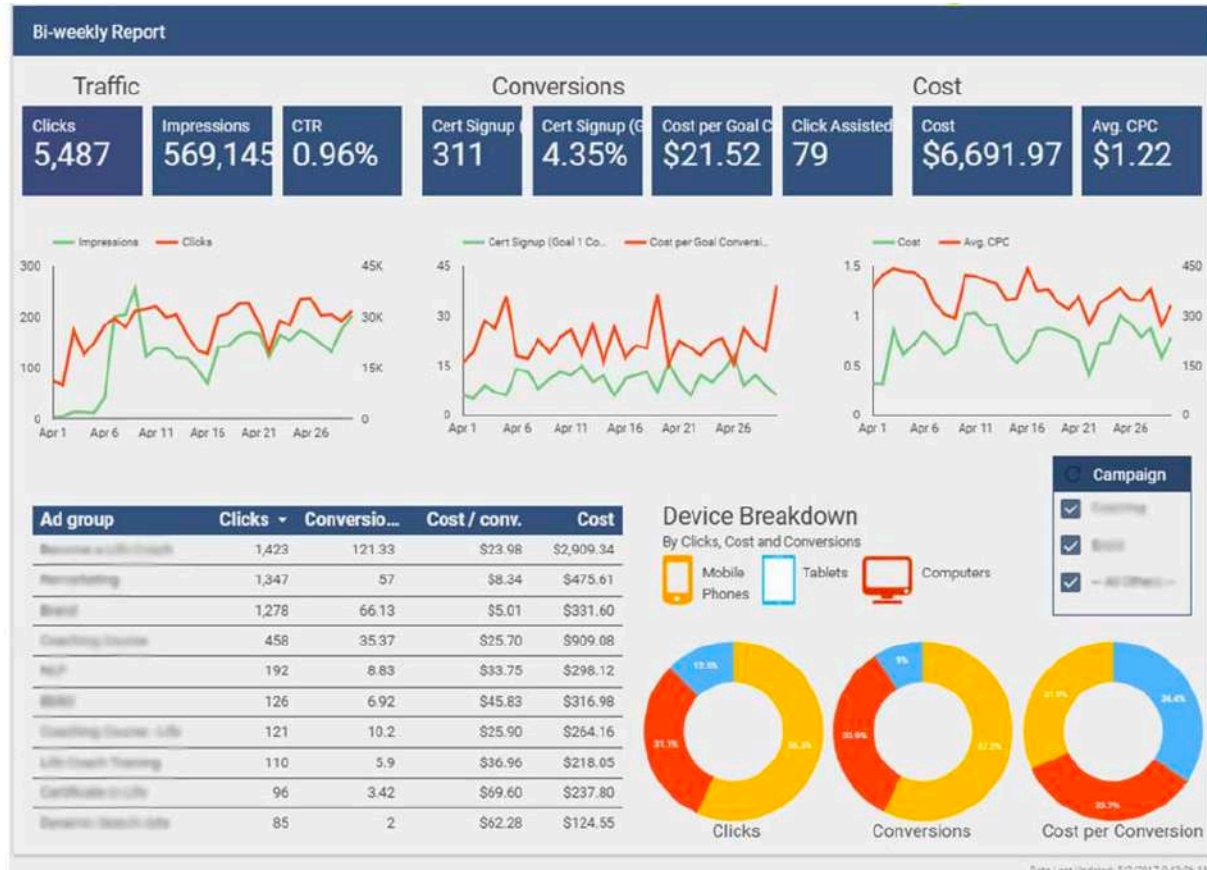 Bi-weekly Report
Traffic
Conversions
Cost
Clicks
5,487
Impressions
569,145
CTR
0.96%
Cert Signup (
311
Cert Signup (G
4.35%
Cost per Goal C
$21.52
Click Assisted
79
Cost
$6,691.97
Avg. CPC
$1.22
Impressions Clicks
300 45K
200 30K
100 15K
0 0
Apr 1 Apr 6 Apr 11 Apr 16 Apr 21 Apr 26
Cert Signup (Goal 1 Co... Cost per Goal Conversi...
45
30
15
0
Apr 1 Apr 6 Apr 11 Apr 16 Apr 21 Apr 26
Cost Avg. CPC
1.5 450
1 300
0.5 150
0 0
Apr 1 Apr 6 Apr 11 Apr 16 Apr 21 Apr 26
Campaign
Ad group Clicks Conversio... Cost / conv. Cost
1,423 121.33 $23.98 $2,909.34
1,347 57 $8.34 $475.61
1,278 66.13 $5.01 $331.60
458 35.37 $25.70 $909.08
192 8.83 $33.75 $298.12
126 6.92 $45.83 $316.98
121 10.2 $25.90 $264.16
110 5.9 $36.96 $218.05
96 3.42 $69.60 $237.80
85 2 $62.28 $124.55
Device Breakdown
By Clicks, Cost and Conversions
Mobile
Phones
Tablets
Computers
31.1%
9%
34.4%
Clicks
Conversions
Cost per Conversion